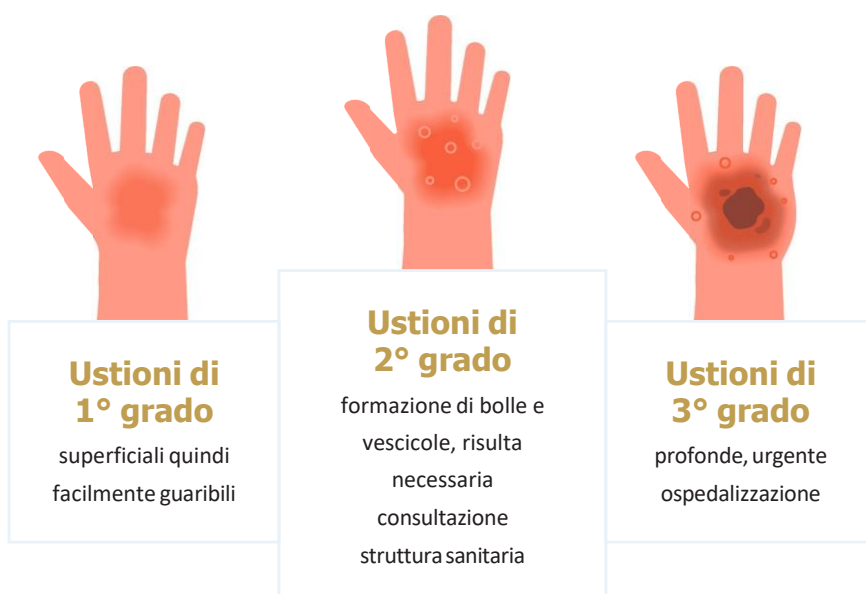 Ustioni di
1° grado
superficiali quindi
facilmente guaribili
Ustioni di
2° grado
formazione di bolle e
vescicole, risulta
necessaria
consultazione
struttura sanitaria
Ustioni di
3° grado
profonde, urgente
ospedalizzazione